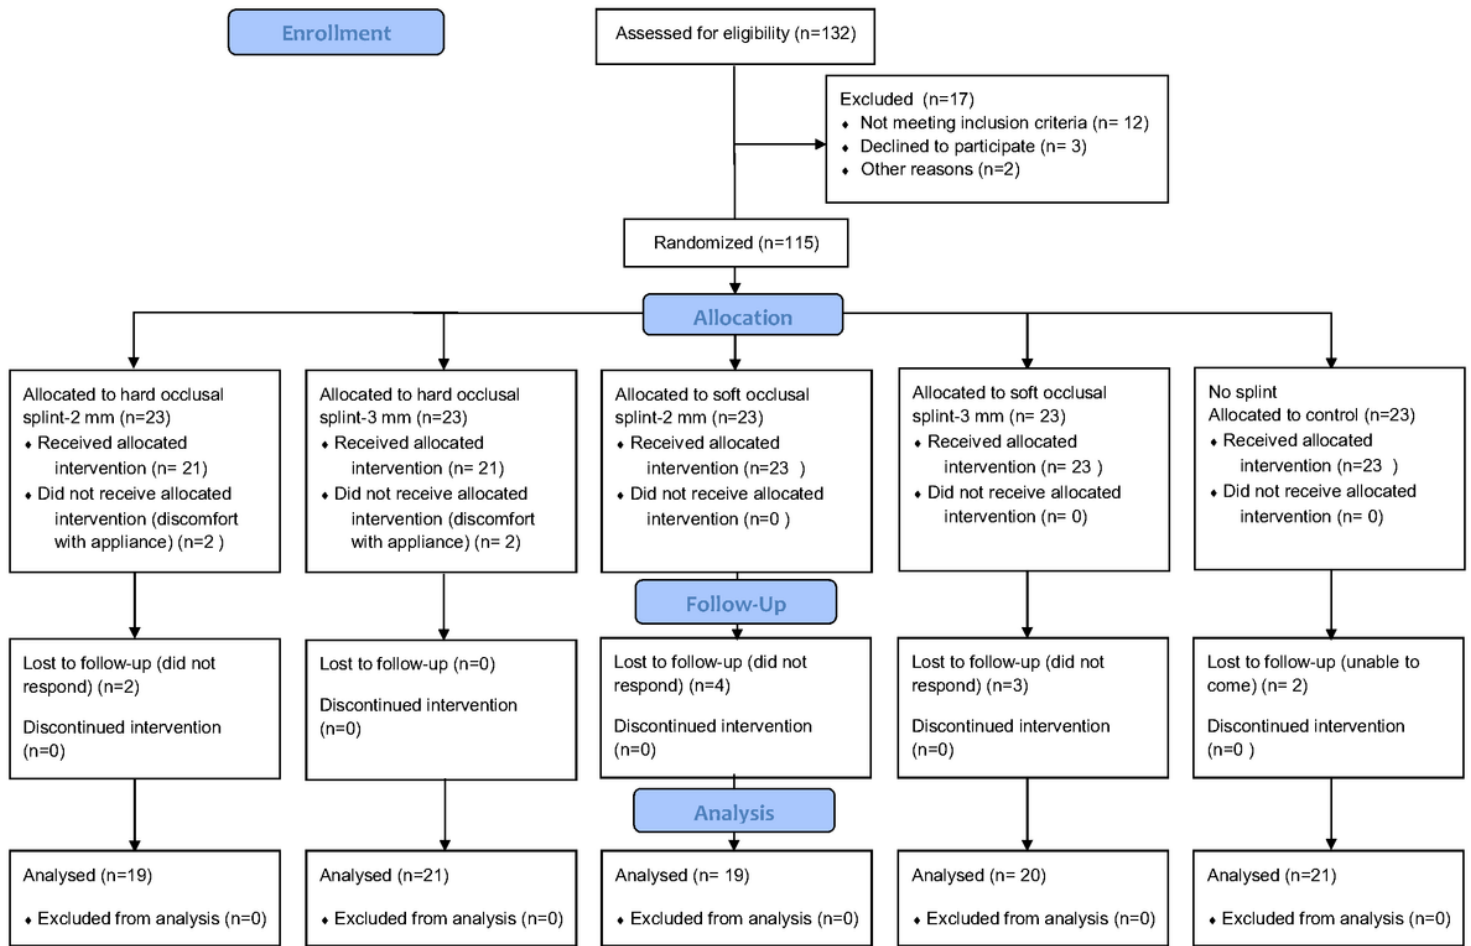 Enrollment
Assessed for eligibility (n=132)
Excluded (n=17)
♦ Not meeting inclusion criteria (n= 12)
♦ Declined to participate (n= 3)
♦ Other reasons (n=2)
Randomized (n=115)
Allocation
Allocated to hard occlusal
splint-2 mm (n=23)
♦ Received allocated
intervention (n= 21)
♦ Did not receive allocated
intervention (discomfort
with appliance) (n=2 )
Allocated to hard occlusal
splint-3 mm (n=23)
♦ Received allocated
intervention (n= 21)
♦ Did not receive allocated
intervention (discomfort
with appliance) (n= 2)
Allocated to soft occlusal
splint-2 mm (n=23)
♦ Received allocated
intervention (n=23 )
♦ Did not receive allocated
intervention (n=0 )
Allocated to soft occlusal
splint-3 mm (n= 23)
♦ Received allocated
intervention (n= 23 )
♦ Did not receive allocated
intervention (n= 0)
No splint
Allocated to control (n=23)
♦ Received allocated
intervention (n=23 )
♦ Did not receive allocated
intervention (n= 0)
Follow-Up
Lost to follow-up (did not
respond) (n=2)
Discontinued intervention
(n=0)
Lost to follow-up (n=0)
Discontinued intervention
(n=0)
Lost to follow-up (did not
respond) (n=4)
Discontinued intervention
(n=0)
Lost to follow-up (did not
respond) (n=3)
Discontinued intervention
(n=0)
Lost to follow-up (unable to
come) (n= 2)
Discontinued intervention
(n=0 )
Analysis
Analysed (n=19)
♦ Excluded from analysis (n=0)
Analysed (n=21)
♦ Excluded from analysis (n=0)
Analysed (n= 19)
♦ Excluded from analysis (n=0)
Analysed (n= 20)
♦ Excluded from analysis (n=0)
Analysed (n=21)
♦ Excluded from analysis (n=0)